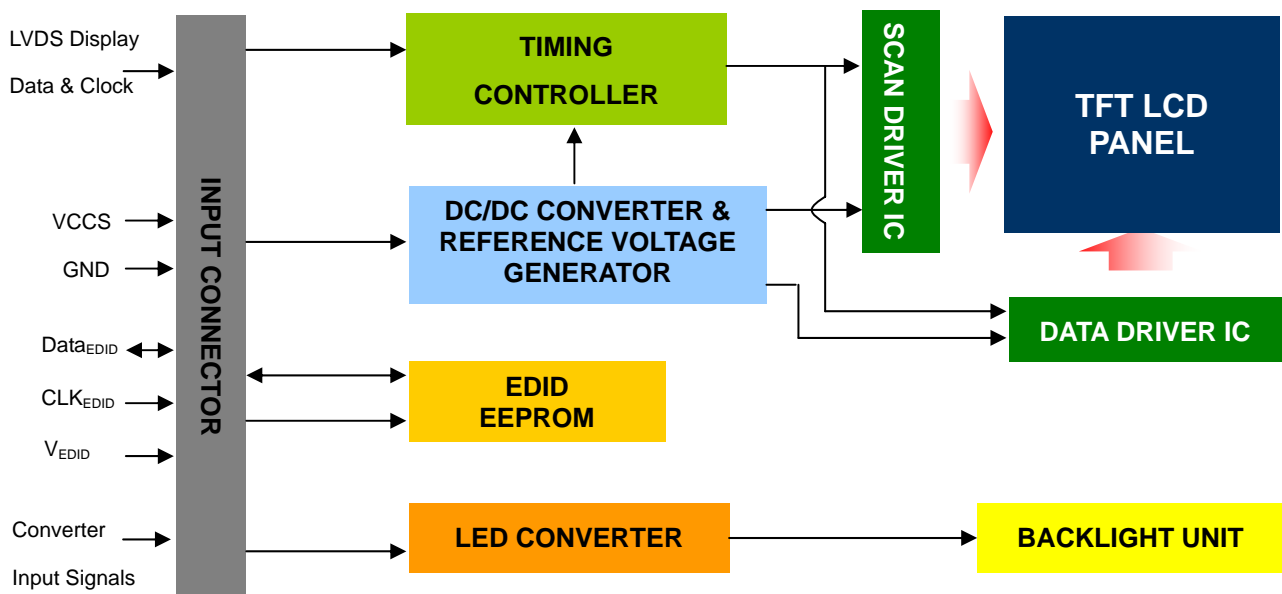 LVDS Display
Data & Clock
VCCS
GND
DataEDID
CLKEDID
VEDID
Converter
Input Signals
INPUT CONNECTOR
TIMING
CONTROLLER
DC/DC CONVERTER &
REFERENCE VOLTAGE
GENERATOR
EDID
EEPROM
LED CONVERTER
SCAN DRIVER IC
TFT LCD
PANEL
DATA DRIVER IC
BACKLIGHT UNIT